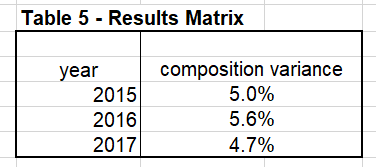 Table 5 - Results Matrix
year composition variance
2015 5.0%
2016 5.6%
2017 4.7%